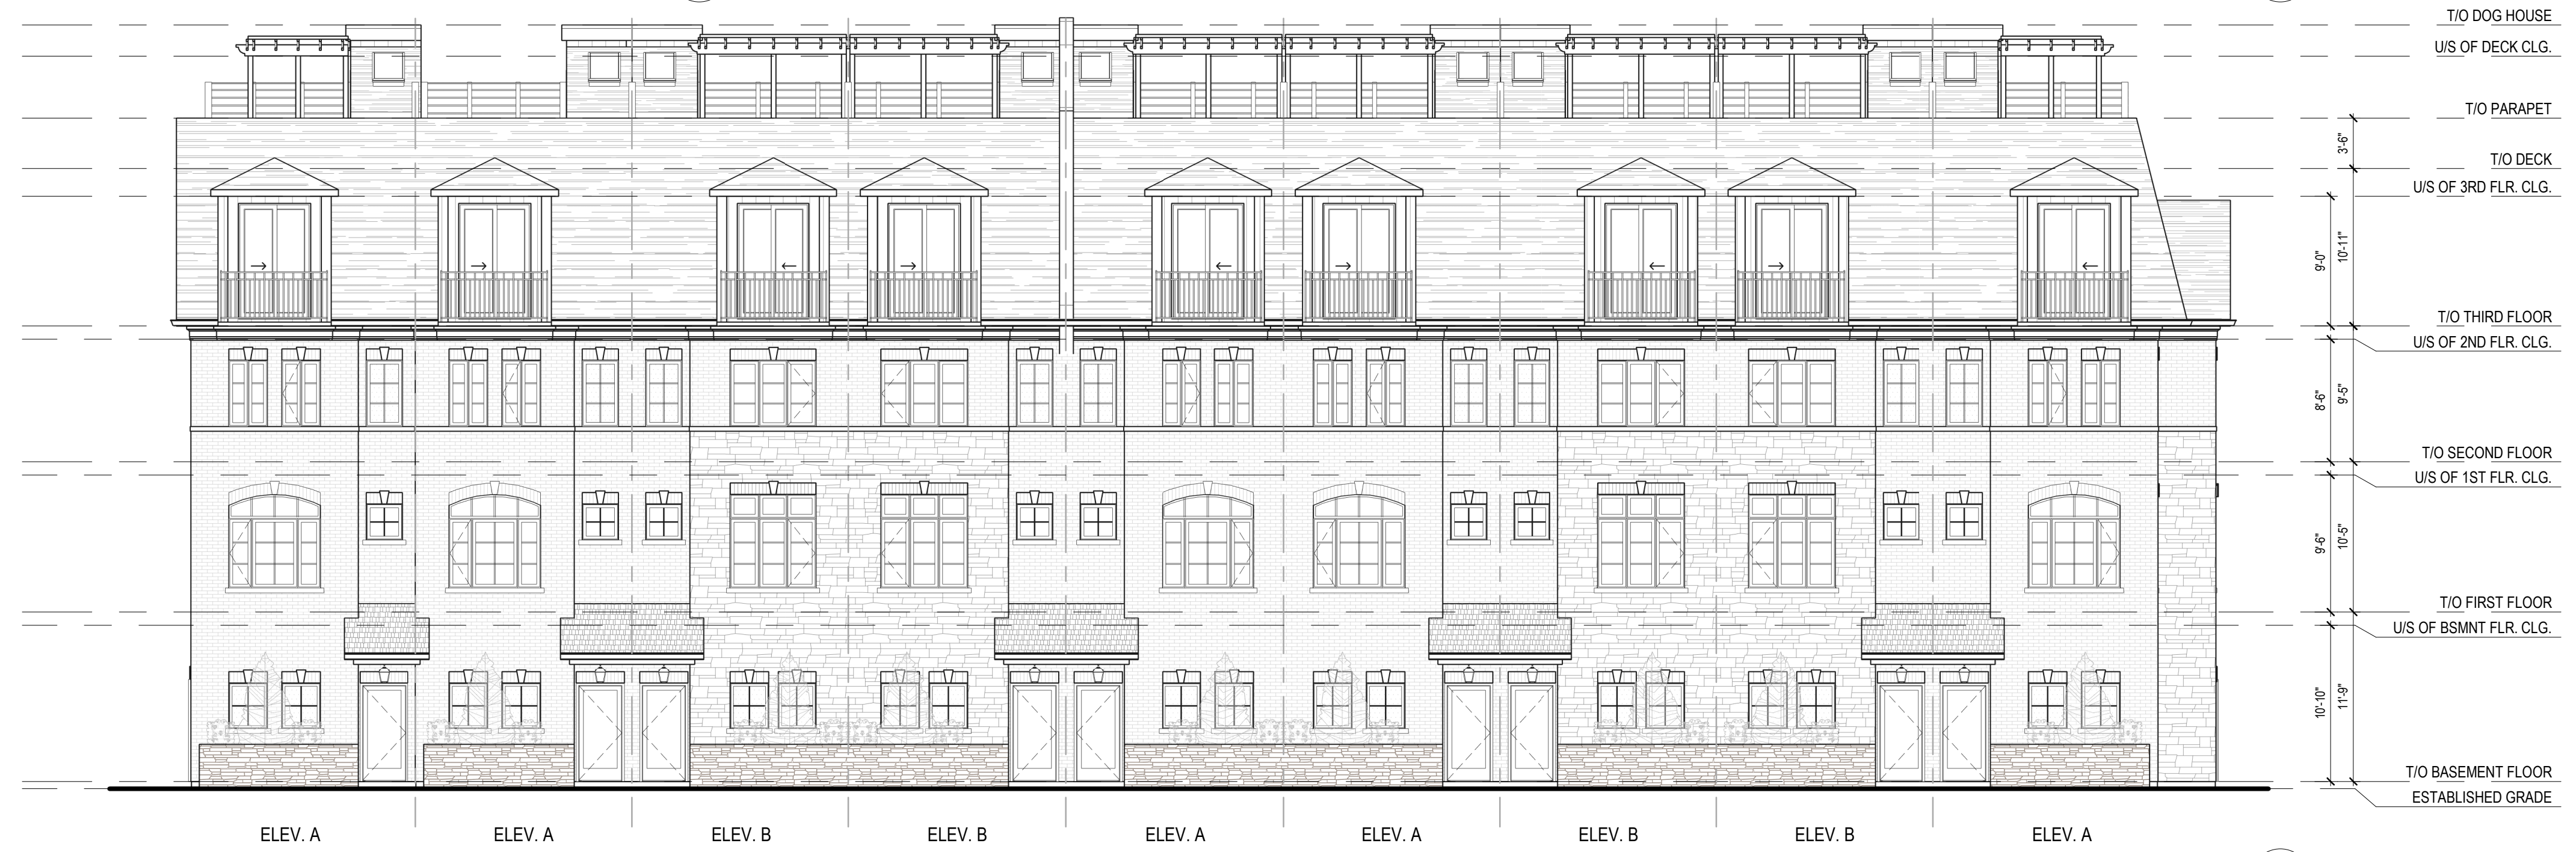 T/O DOG HOUSE
U/S OF DECK CLG.
T/O PARAPET
3'-6"
T/O DECK
U/S OF 3RD FLR. CLG.
9'-0"
10'-11"
T/O THIRD FLOOR
U/S OF 2ND FLR. CLG.
8'-6"
9'-5"
T/O SECOND FLOOR
U/S OF 1ST FLR. CLG.
9'-6"
10'-5"
T/O FIRST FLOOR
U/S OF BSMNT FLR. CLG.
10'-10"
11'-9"
T/O BASEMENT FLOOR
ESTABLISHED GRADE
ELEV. A ELEV. A ELEV. B ELEV. B ELEV. A ELEV. A ELEV. B ELEV. B ELEV. A